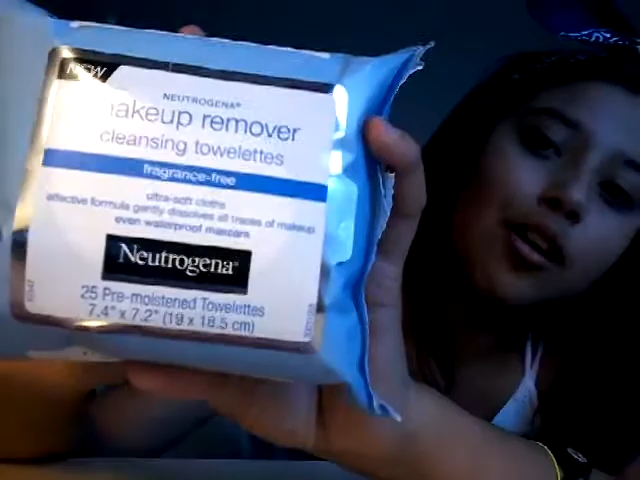 NEW
NEUTROGENA®
makeup remover
cleansing towelettes
fragrance-free
ultra-soft cloths
effective formula gently dissolves all traces of makeup
even waterproof mascara
Neutrogena®
25 Pre-moistened Towelettes
7.4" x 7.2" (19 x 18.5 cm)